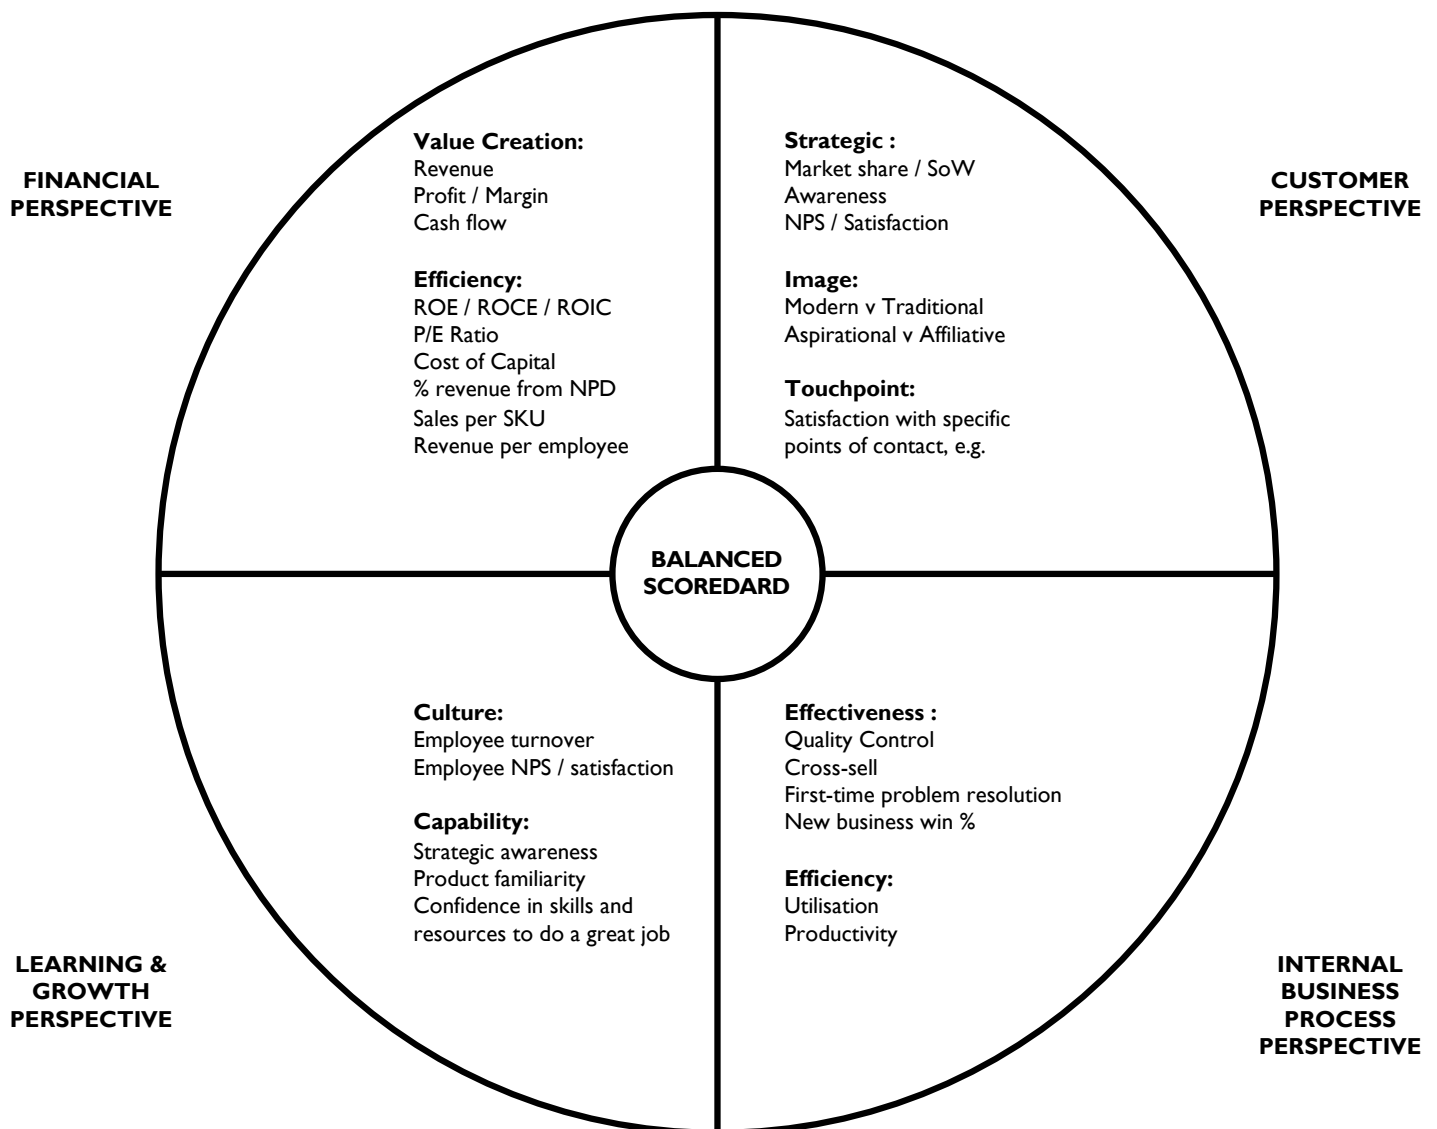 FINANCIAL
PERSPECTIVE
Value Creation:
Revenue
Profit / Margin
Cash flow
Efficiency:
ROE / ROCE / ROIC
P/E Ratio
Cost of Capital
% revenue from NPD
Sales per SKU
Revenue per employee
Strategic :
Market share / SoW
Awareness
NPS / Satisfaction
Image:
Modern v Traditional
Aspirational v Affiliative
Touchpoint:
Satisfaction with specific
points of contact, e.g.
CUSTOMER
PERSPECTIVE
BALANCED
SCOREDARD
LEARNING &
GROWTH
PERSPECTIVE
Culture:
Employee turnover
Employee NPS / satisfaction
Capability:
Strategic awareness
Product familiarity
Confidence in skills and
resources to do a great job
Effectiveness :
Quality Control
Cross-sell
First-time problem resolution
New business win %
Efficiency:
Utilisation
Productivity
INTERNAL
BUSINESS
PROCESS
PERSPECTIVE